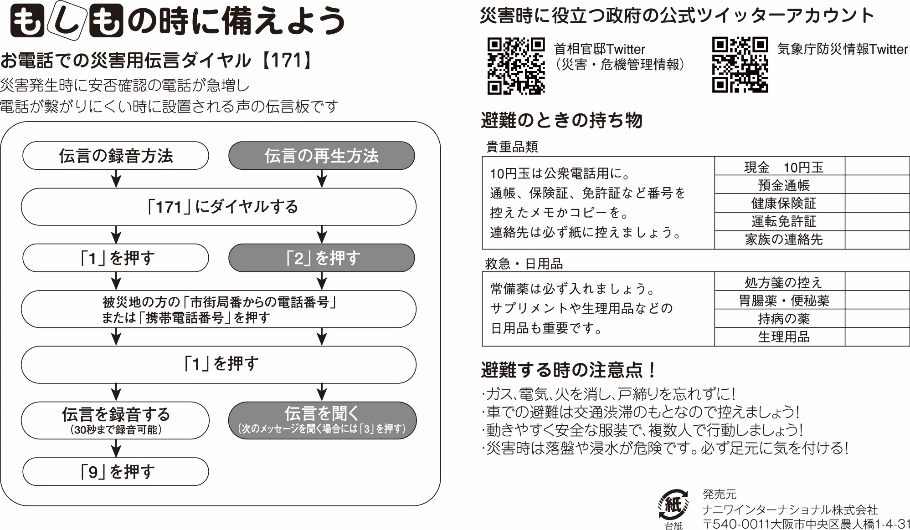 もしもの時に備えよう
お電話での災害用伝言ダイヤル【171】
災害発生時に安否確認の電話が急増し
電話が繋がりにくい時に設置される声の伝言板です
伝言の録音方法
伝言の再生方法
「171」にダイヤルする
「1」を押す
「2」を押す
被災地の方の「市街局番からの電話番号」
または「携帯電話番号」を押す
「1」を押す
伝言を録音する
(30秒まで録音可能)
伝言を聞く
(次のメッセージを聞く場合には「3」を押す)
「9」を押す
災害時に役立つ政府の公式ツイッターアカウント
首相官邸Twitter
（災害・危機管理情報）
気象庁防災情報Twitter
避難のときの持ち物
貴重品類
10円玉は公衆電話用に。
通帳、保険証、免許証など番号を
控えたメモかコピーを。
連絡先は必ず紙に控えましょう。
現金　10円玉
預金通帳
健康保険証
運転免許証
家族の連絡先
救急・日用品
常備薬は必ず入れましょう。
サプリメントや生理用品などの
日用品も重要です。
処方箋の控え
胃腸薬・便秘薬
持病の薬
生理用品
避難する時の注意点！
・ガス、電気、火を消し、戸締りを忘れずに！
・車での避難は交通渋滞のもとなので控えましょう！
・動きやすく安全な服装で、複数人で行動しましょう！
・災害時は落盤や浸水が危険です。必ず足元に気を付ける！
紙
台紙
発売元
ナニワインターナショナル株式会社
〒540-0011大阪市中央区農人橋1-4-31